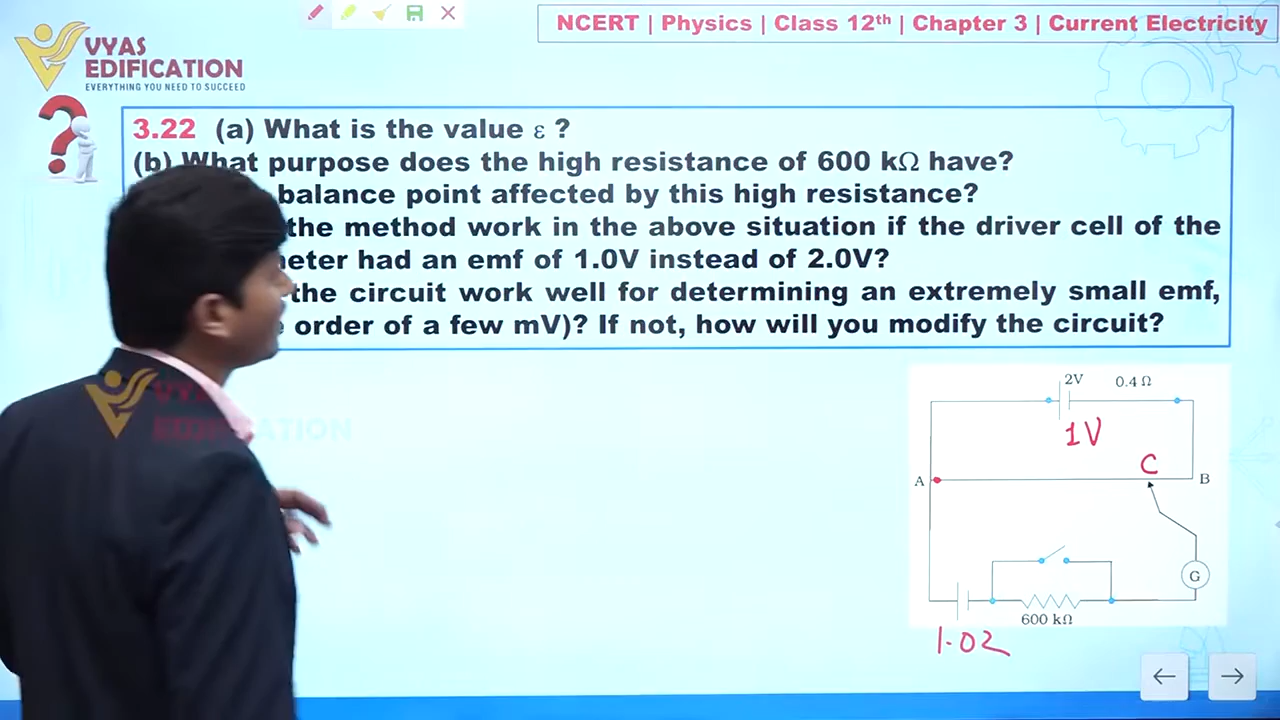 NCERT | Physics | Class 12th | Chapter 3 | Current Electricity
VYAS
EDIFICATION
EVERYTHING YOU NEED TO SUCCEED
3.22 (a) What is the value ε ?
(b) What purpose does the high resistance of 600 kΩ have?
balance point affected by this high resistance?
the method work in the above situation if the driver cell of the
had an emf of 1.0V instead of 2.0V?
the circuit work well for determining an extremely small emf,
order of a few mV)? If not, how will you modify the circuit?
2V 0.4 Ω
1V
C
A B
G
600 kΩ
1.02